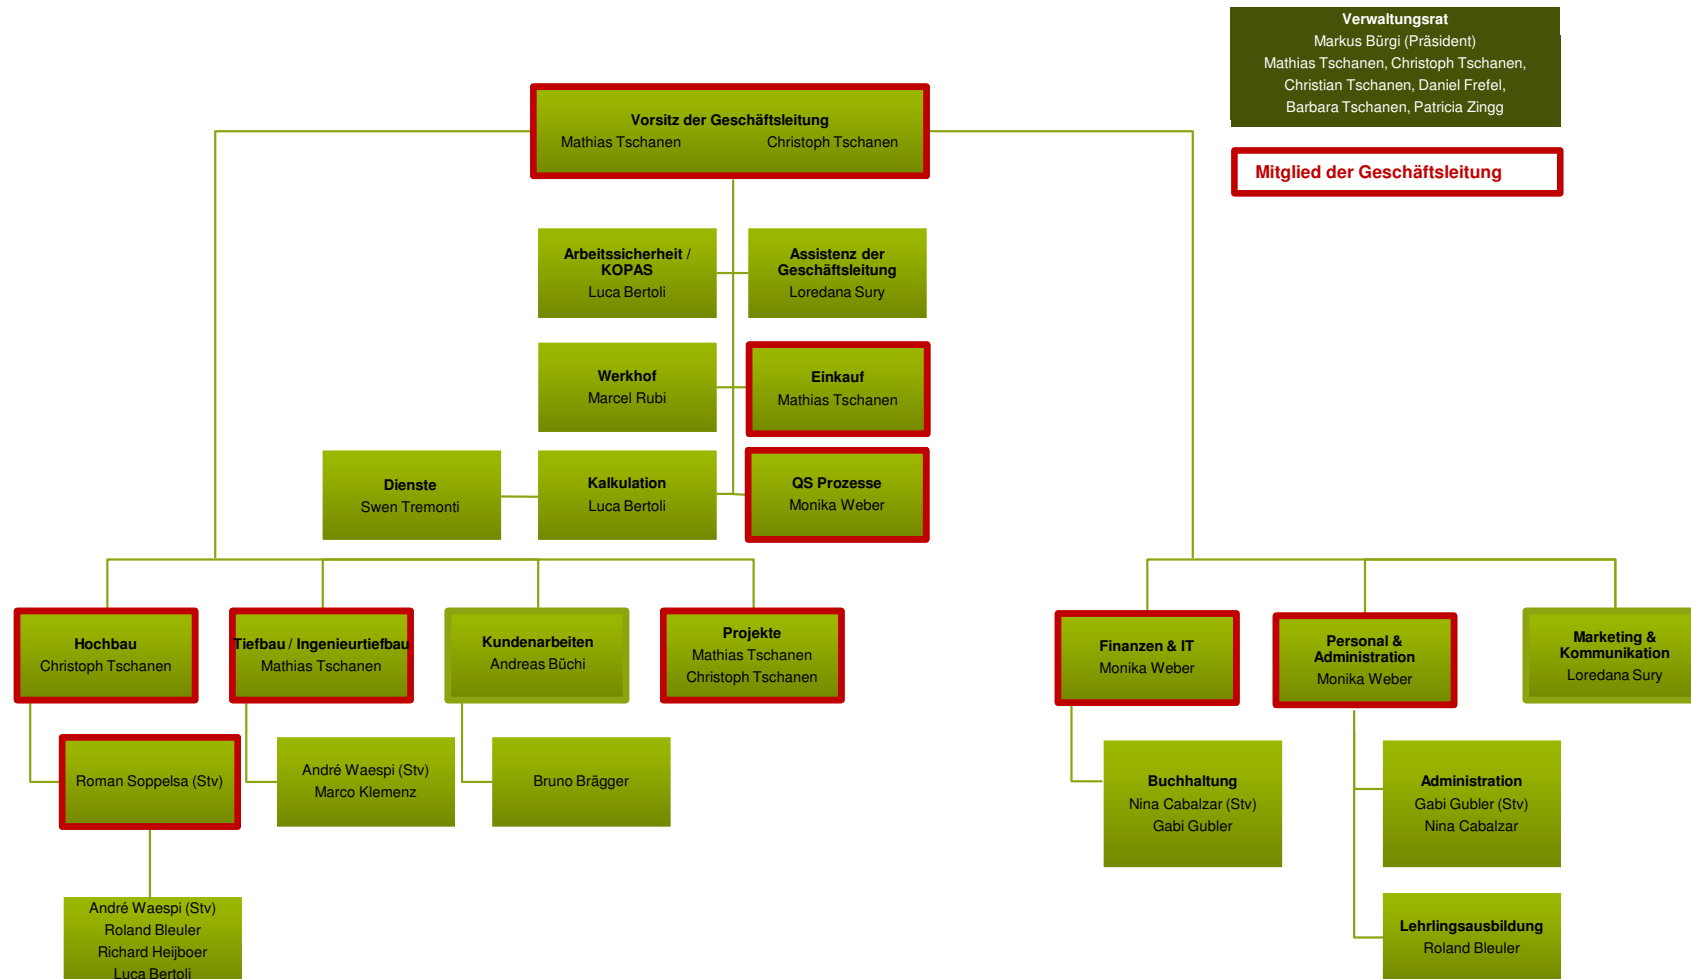 Verwaltungsrat
Markus Bürgi (Präsident)
Mathias Tschanen, Christoph Tschanen,
Christian Tschanen, Daniel Frefel,
Barbara Tschanen, Patricia Zingg
Mitglied der Geschäftsleitung
Vorsitz der Geschäftsleitung
Mathias Tschanen Christoph Tschanen
Arbeitssicherheit /
KOPAS
Luca Bertoli
Assistenz der
Geschäftsleitung
Loredana Sury
Werkhof
Marcel Rubi
Einkauf
Mathias Tschanen
Dienste
Swen Tremonti
Kalkulation
Luca Bertoli
QS Prozesse
Monika Weber
Hochbau
Christoph Tschanen
Tiefbau / Ingenieurtiefbau
Mathias Tschanen
Kundenarbeiten
Andreas Büchi
Projekte
Mathias Tschanen
Christoph Tschanen
Finanzen & IT
Monika Weber
Personal &
Administration
Monika Weber
Marketing &
Kommunikation
Loredana Sury
Roman Soppelsa (Stv)
André Waespi (Stv)
Marco Klemenz
Bruno Brägger
Buchhaltung
Nina Cabalzar (Stv)
Gabi Gubler
Administration
Gabi Gubler (Stv)
Nina Cabalzar
André Waespi (Stv)
Roland Bleuler
Richard Heijboer
Luca Bertoli
Lehrlingsausbildung
Roland Bleuler